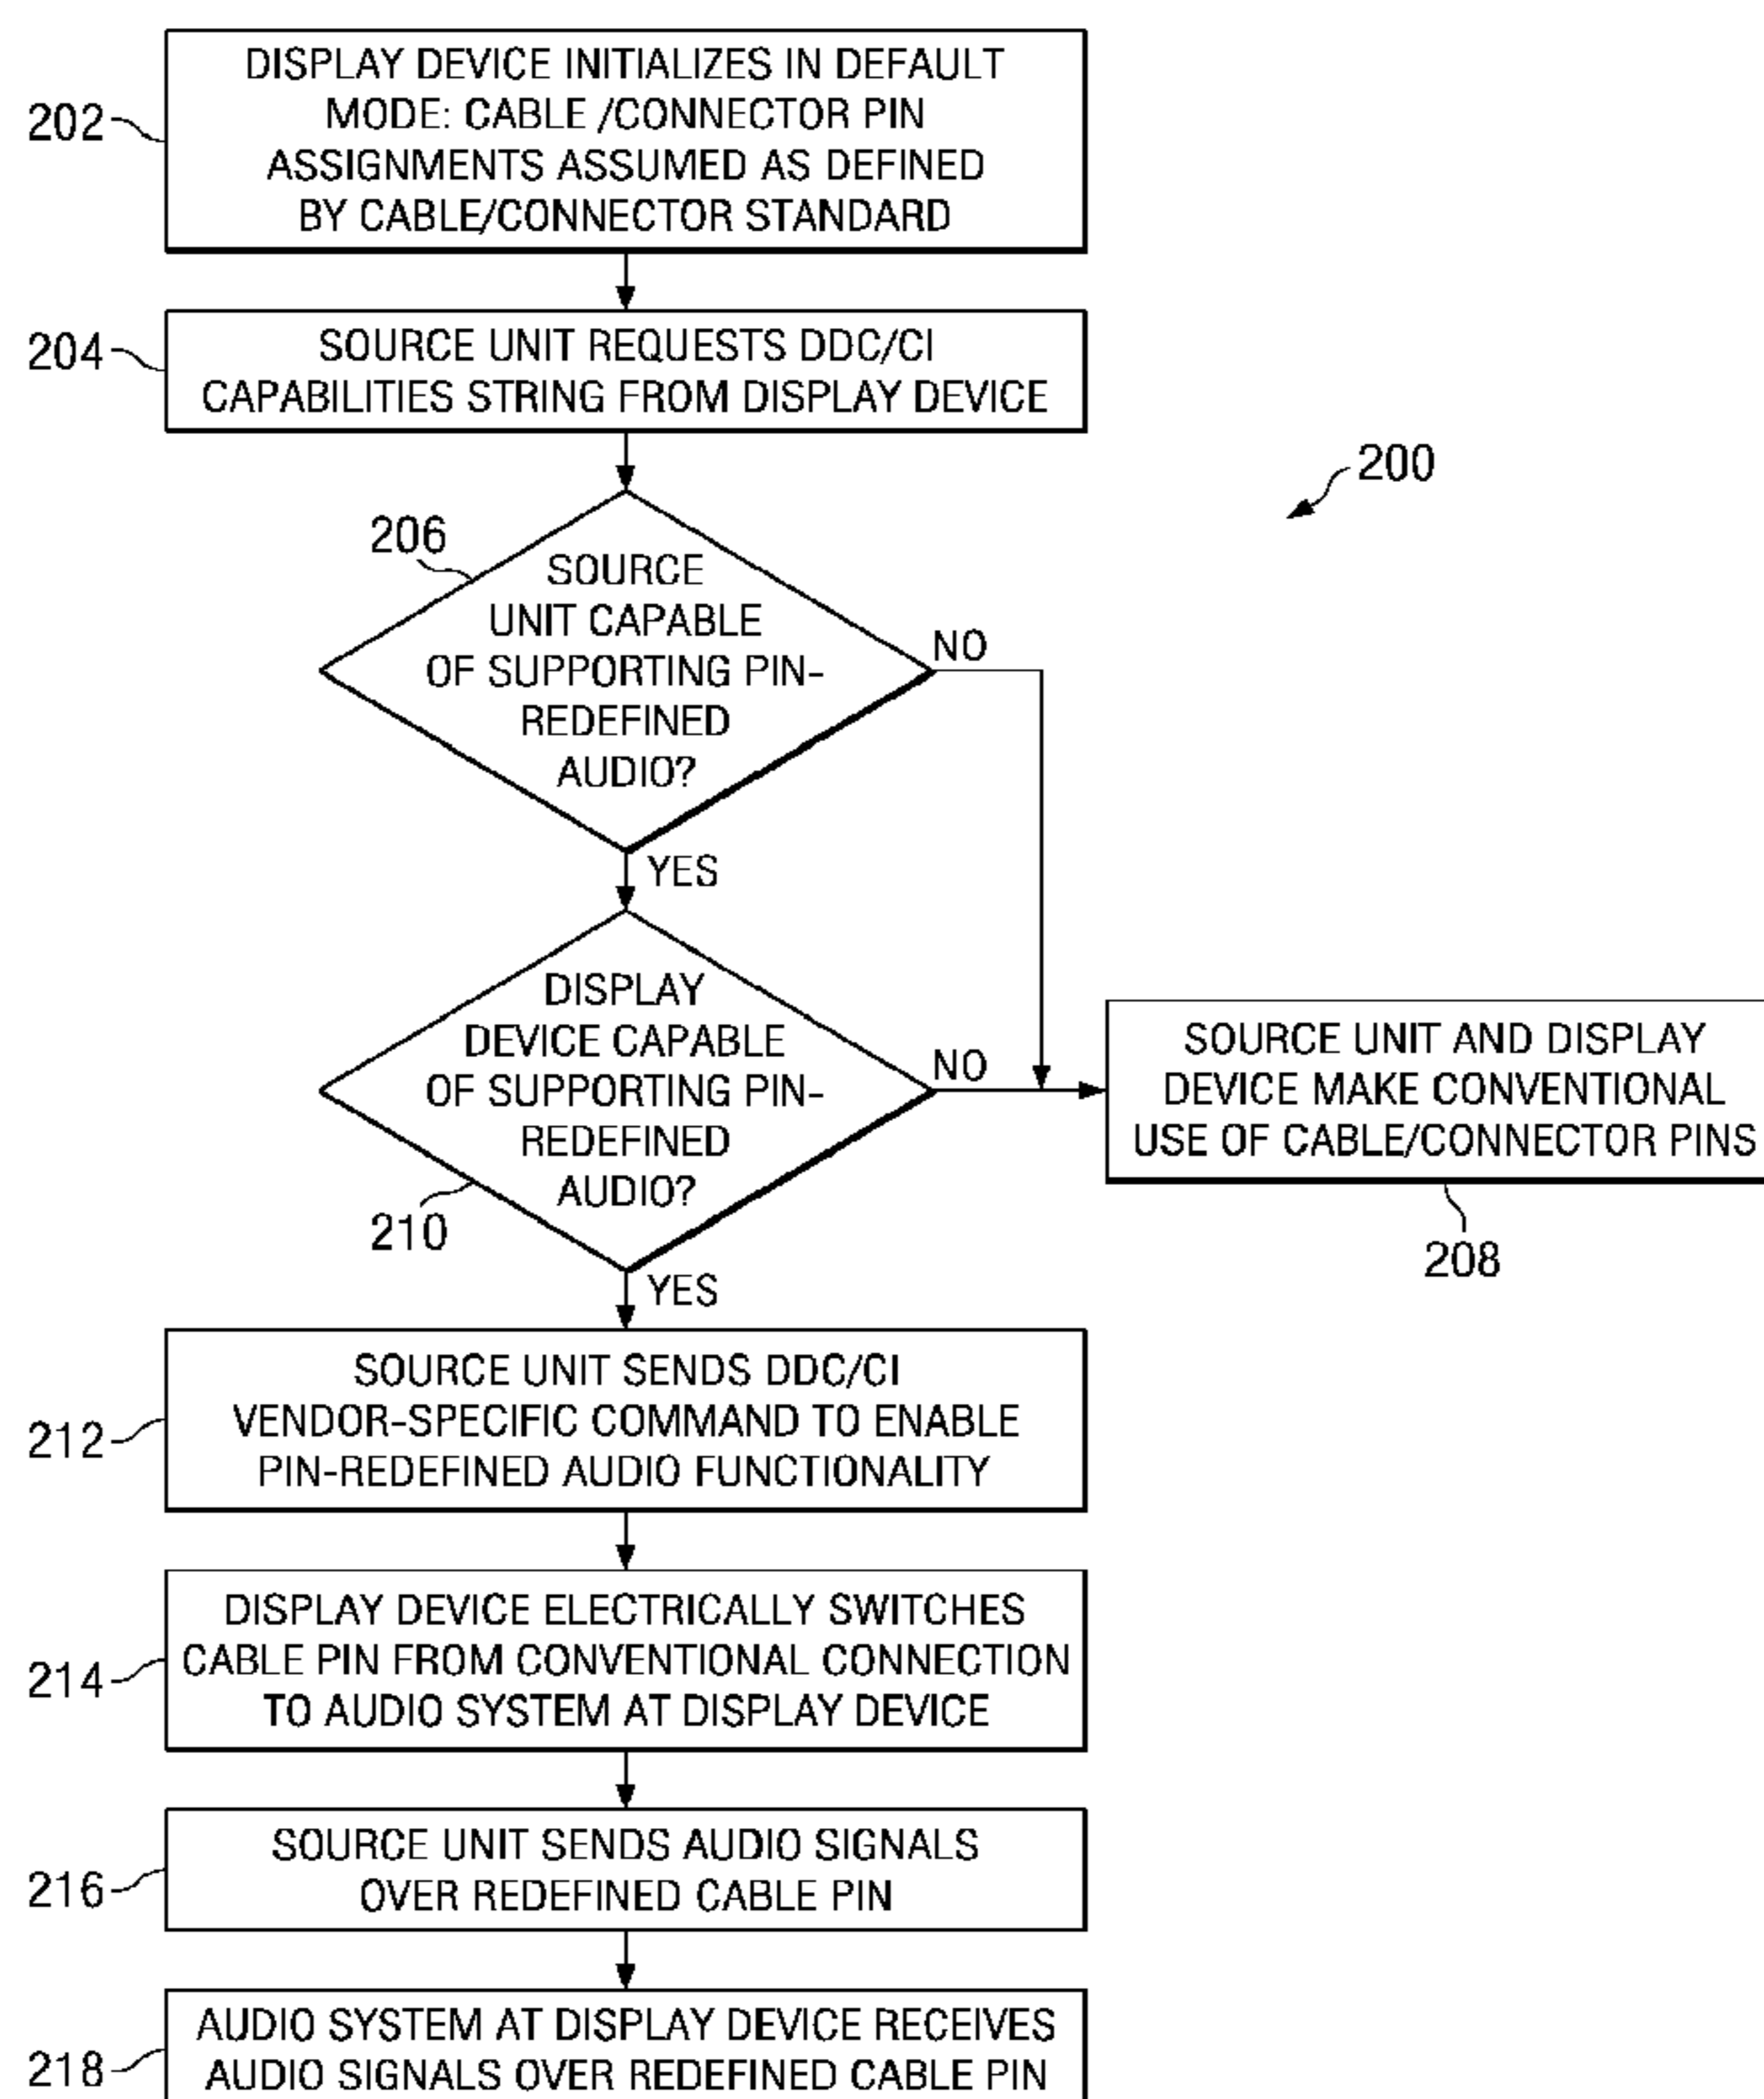 DISPLAY DEVICE INITIALIZES IN DEFAULT
MODE: CABLE /CONNECTOR PIN
ASSIGNMENTS ASSUMED AS DEFINED
BY CABLE/CONNECTOR STANDARD
202
SOURCE UNIT REQUESTS DDC/CI
CAPABILITIES STRING FROM DISPLAY DEVICE
204
200
206
SOURCE
UNIT CAPABLE
OF SUPPORTING PIN-
REDEFINED
AUDIO?
NO
YES
DISPLAY
DEVICE CAPABLE
OF SUPPORTING PIN-
REDEFINED
AUDIO?
210
NO
YES
SOURCE UNIT AND DISPLAY
DEVICE MAKE CONVENTIONAL
USE OF CABLE/CONNECTOR PINS
208
SOURCE UNIT SENDS DDC/CI
VENDOR-SPECIFIC COMMAND TO ENABLE
PIN-REDEFINED AUDIO FUNCTIONALITY
212
DISPLAY DEVICE ELECTRICALLY SWITCHES
CABLE PIN FROM CONVENTIONAL CONNECTION
TO AUDIO SYSTEM AT DISPLAY DEVICE
214
SOURCE UNIT SENDS AUDIO SIGNALS
OVER REDEFINED CABLE PIN
216
AUDIO SYSTEM AT DISPLAY DEVICE RECEIVES
AUDIO SIGNALS OVER REDEFINED CABLE PIN
218